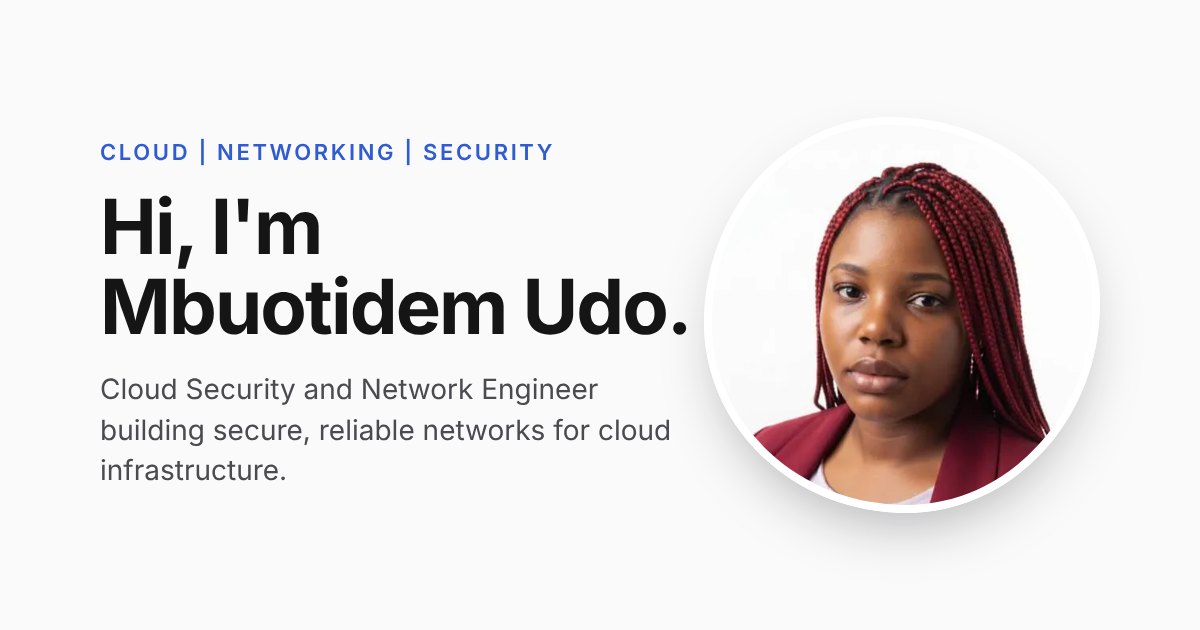 CLOUD | NETWORKING | SECURITY
Hi, I'm
Mbuotidem Udo.
Cloud Security and Network Engineer
building secure, reliable networks for cloud
infrastructure.